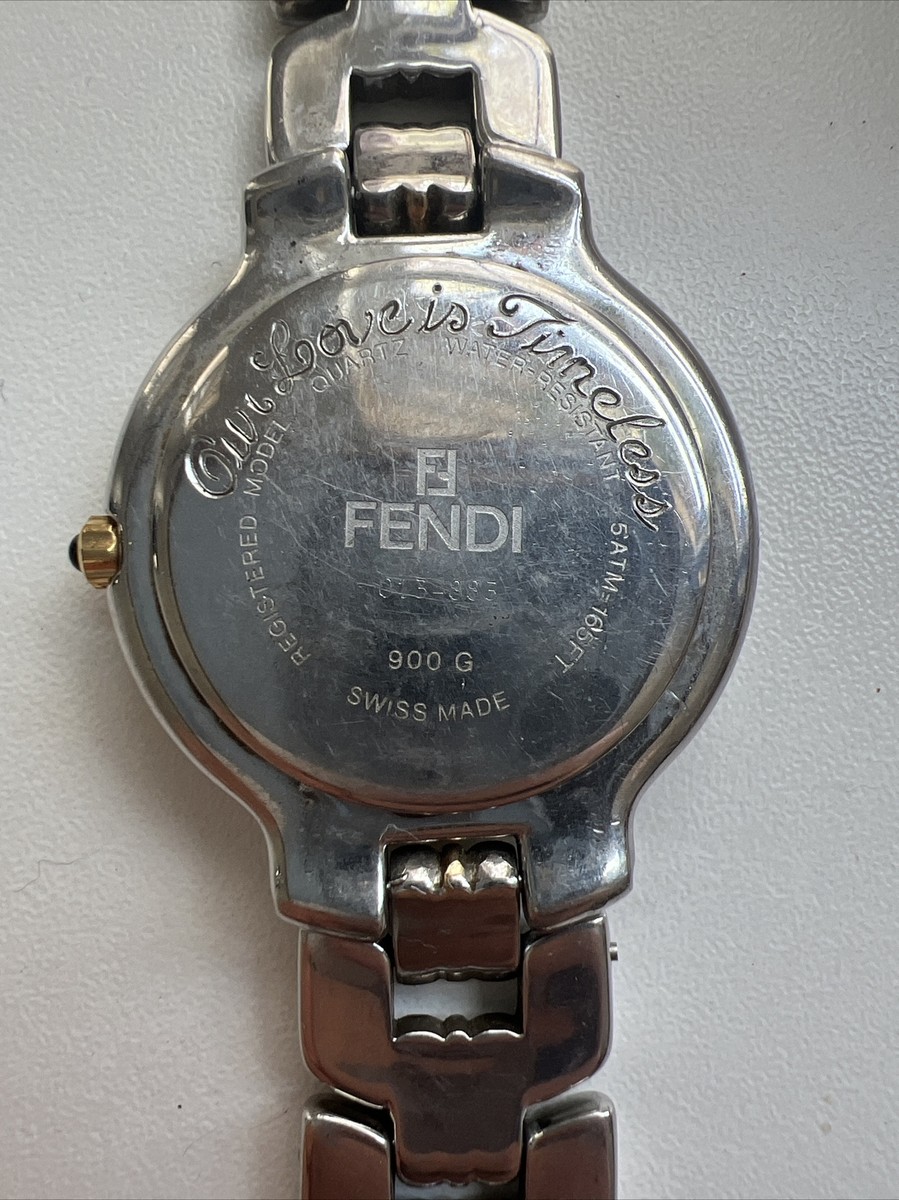 Our Love is Timeless
REGISTERED MODEL QUARTZ WATER-RESISTANT 5ATM=165FT
FENDI
900 G
SWISS MADE